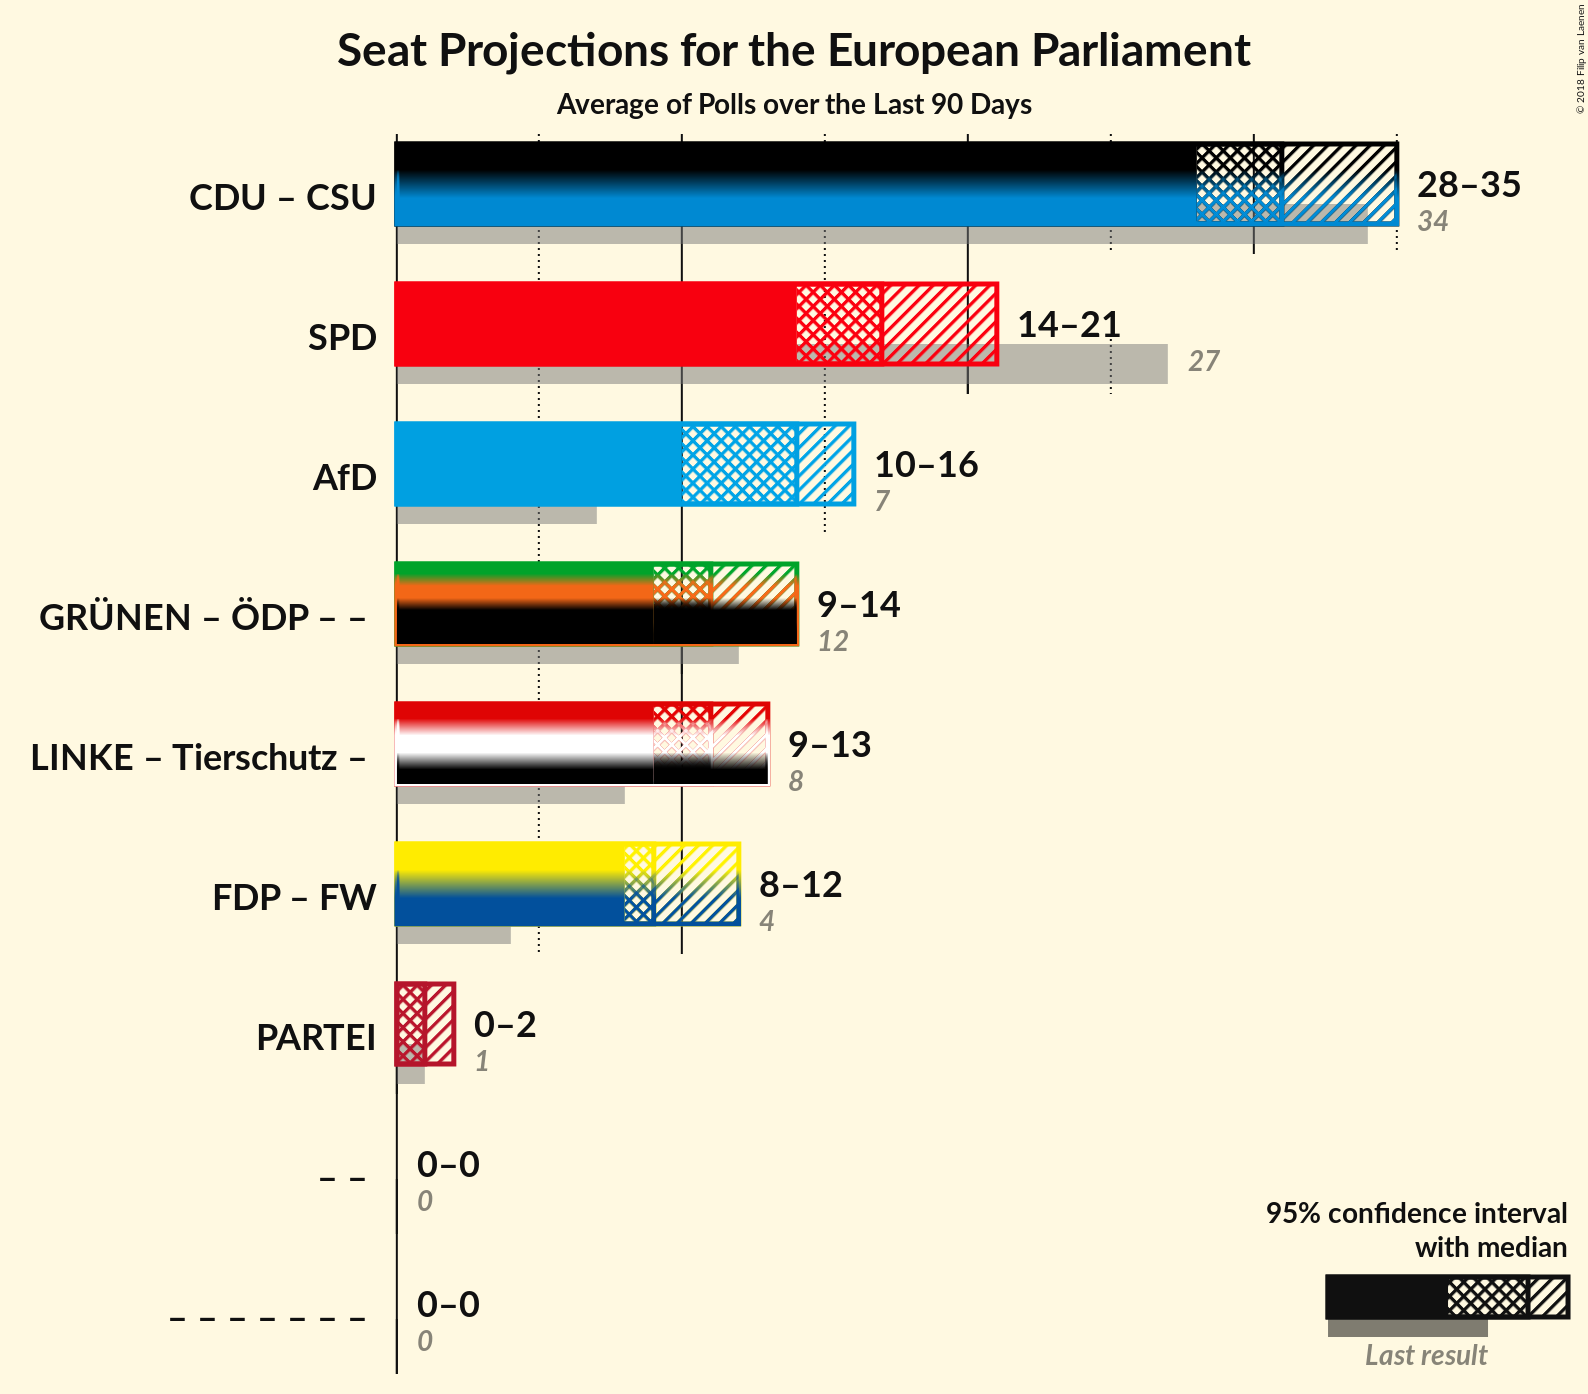 Seat Projections for the European Parliament
Average of Polls over the Last 90 Days
© 2018 Filip van Laenen
CDU – CSU
28–35
34
SPD
14–21
27
AfD
10–16
7
GRÜNEN – ÖDP – –
9–14
12
LINKE – Tierschutz –
9–13
8
FDP – FW
8–12
4
PARTEI
0–2
1
– –
0–0
0
– – – – – – –
0–0
0
95% confidence interval
with median
Last result